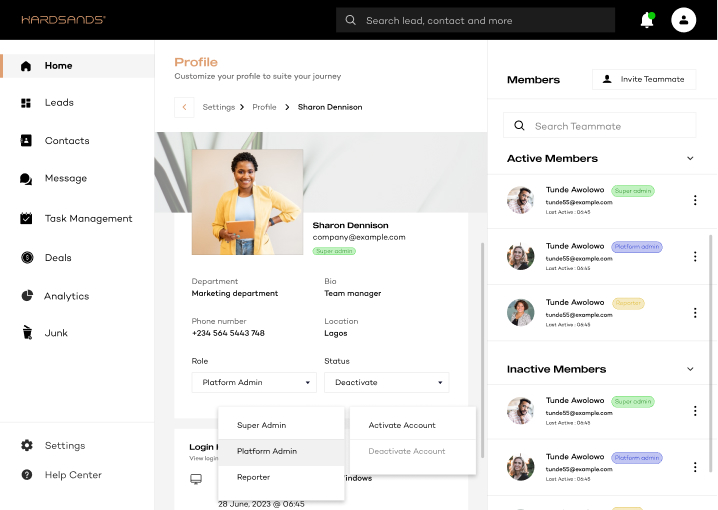 HARDSANDS
Search lead, contact and more
Home
Leads
Contacts
Message
Task Management
Deals
Analytics
Junk
Settings
Help Center
Profile
Customize your profile to suite your journey
Settings
Profile
Sharon Dennison
Sharon Dennison
company@example.com
Super admin
Department
Marketing department
Bio
Team manager
Phone number
+234 564 5443 748
Location
Lagos
Role
Platform Admin
Status
Deactivate
Super Admin
Platform Admin
Reporter
Activate Account
Deactivate Account
Login
View login
28 June, 2023 @ 06:45
Members
Invite Teammate
Search Teammate
Active Members
Tunde Awolowo Super admin
tunde55@example.com
Last Active : 06:45
Tunde Awolowo Platform admin
tunde55@example.com
Last Active : 06:45
Tunde Awolowo Reporter
tunde55@example.com
Last Active : 06:45
Inactive Members
Tunde Awolowo Super admin
tunde55@example.com
Last Active : 06:45
Tunde Awolowo Platform admin
tunde55@example.com
Last Active : 06:45
Tunde Awolowo